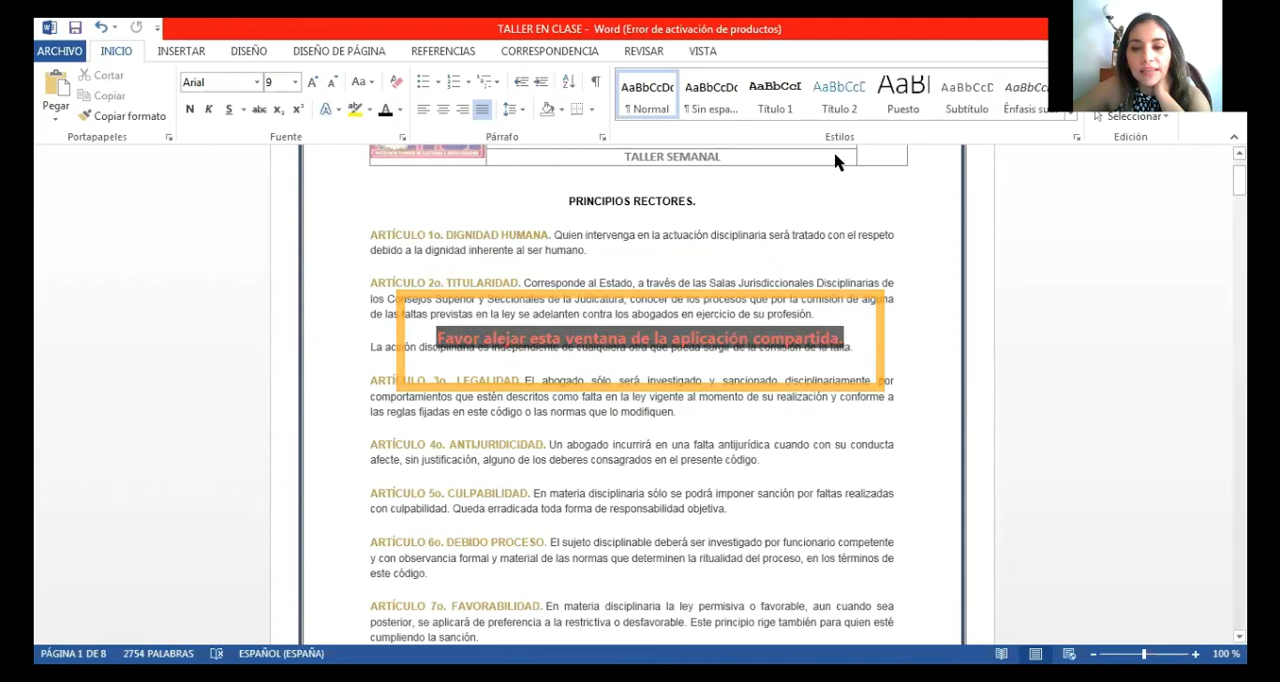 TALLER EN CLASE - Word (Error de activación de productos)
ARCHIVO INICIO INSERTAR DISEÑO DISEÑO DE PÁGINA REFERENCIAS CORRESPONDENCIA REVISAR VISTA
Cortar
Copiar
Pegar
Copiar formato
Arial 9
N K S abc x₂ x²
AaBbCcDc AaBbCcDc AaBbCcI AaBbCcC AaBl AaBbCcD AaBbCcDc
¶ Normal ¶ Sin espa... Título 1 Título 2 Puesto Subtítulo Énfasis sut...
Seleccionar
Portapapeles Fuente Párrafo Estilos Edición
TALLER SEMANAL
PRINCIPIOS RECTORES.
ARTÍCULO 1o. DIGNIDAD HUMANA. Quien intervenga en la actuación disciplinaria será tratado con el respeto
debido a la dignidad inherente al ser humano.
ARTÍCULO 2o. TITULARIDAD. Corresponde al Estado, a través de las Salas Jurisdiccionales Disciplinarias de
los Consejos Superior y Seccionales de la Judicatura, conocer de los procesos que por la comisión de alguna
de las faltas previstas en la ley se adelanten contra los abogados en ejercicio de su profesión.
Favor alejar esta ventana de la aplicación compartida.
La acción disciplinaria es independiente de cualquiera otra que pueda surgir de la comisión de la falta.
ARTÍCULO 3o. LEGALIDAD. El abogado sólo será investigado y sancionado disciplinariamente por
comportamientos que estén descritos como falta en la ley vigente al momento de su realización y conforme a
las reglas fijadas en este código o las normas que lo modifiquen.
ARTÍCULO 4o. ANTIJURIDICIDAD. Un abogado incurrirá en una falta antijurídica cuando con su conducta
afecte, sin justificación, alguno de los deberes consagrados en el presente código.
ARTÍCULO 5o. CULPABILIDAD. En materia disciplinaria sólo se podrá imponer sanción por faltas realizadas
con culpabilidad. Queda erradicada toda forma de responsabilidad objetiva.
ARTÍCULO 6o. DEBIDO PROCESO. El sujeto disciplinable deberá ser investigado por funcionario competente
y con observancia formal y material de las normas que determinen la ritualidad del proceso, en los términos de
este código.
ARTÍCULO 7o. FAVORABILIDAD. En materia disciplinaria la ley permisiva o favorable, aun cuando sea
posterior, se aplicará de preferencia a la restrictiva o desfavorable. Este principio rige también para quien esté
cumpliendo la sanción.
PÁGINA 1 DE 8 2754 PALABRAS ESPAÑOL (ESPAÑA) 100 %